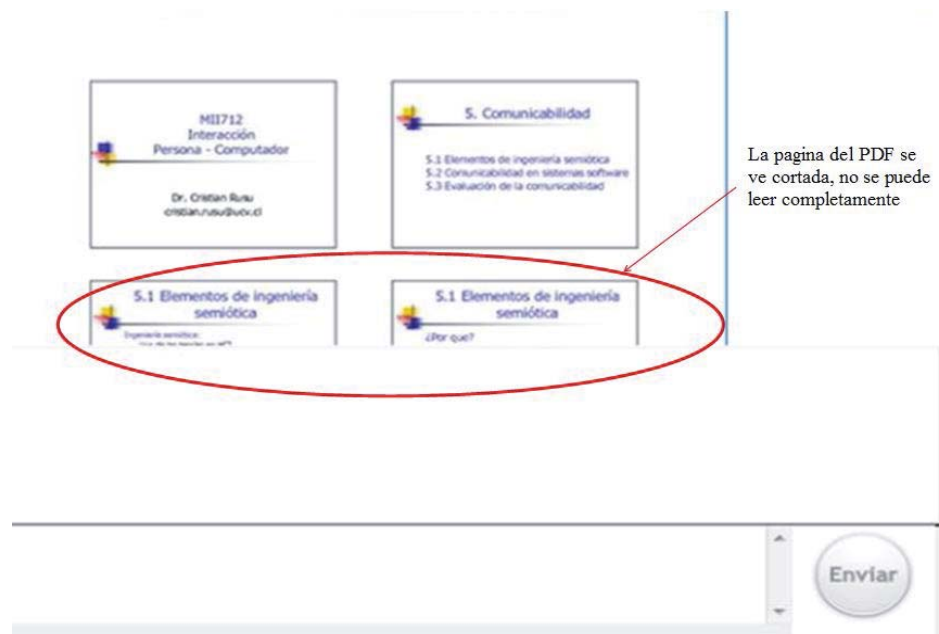 MII712
Interacción
Persona - Computador
Dr. Cristian Rusu
cristian.rusu@ucv.cl
5. Comunicabilidad
5.1 Elementos de ingeniería semiótica
5.2 Comunicabilidad en sistemas software
5.3 Evaluación de la comunicabilidad
La pagina del PDF se
ve cortada, no se puede
leer completamente
5.1 Elementos de ingeniería
semiótica
Ingeniería semiótica:
5.1 Elementos de ingeniería
semiótica
¿Por que?
Enviar